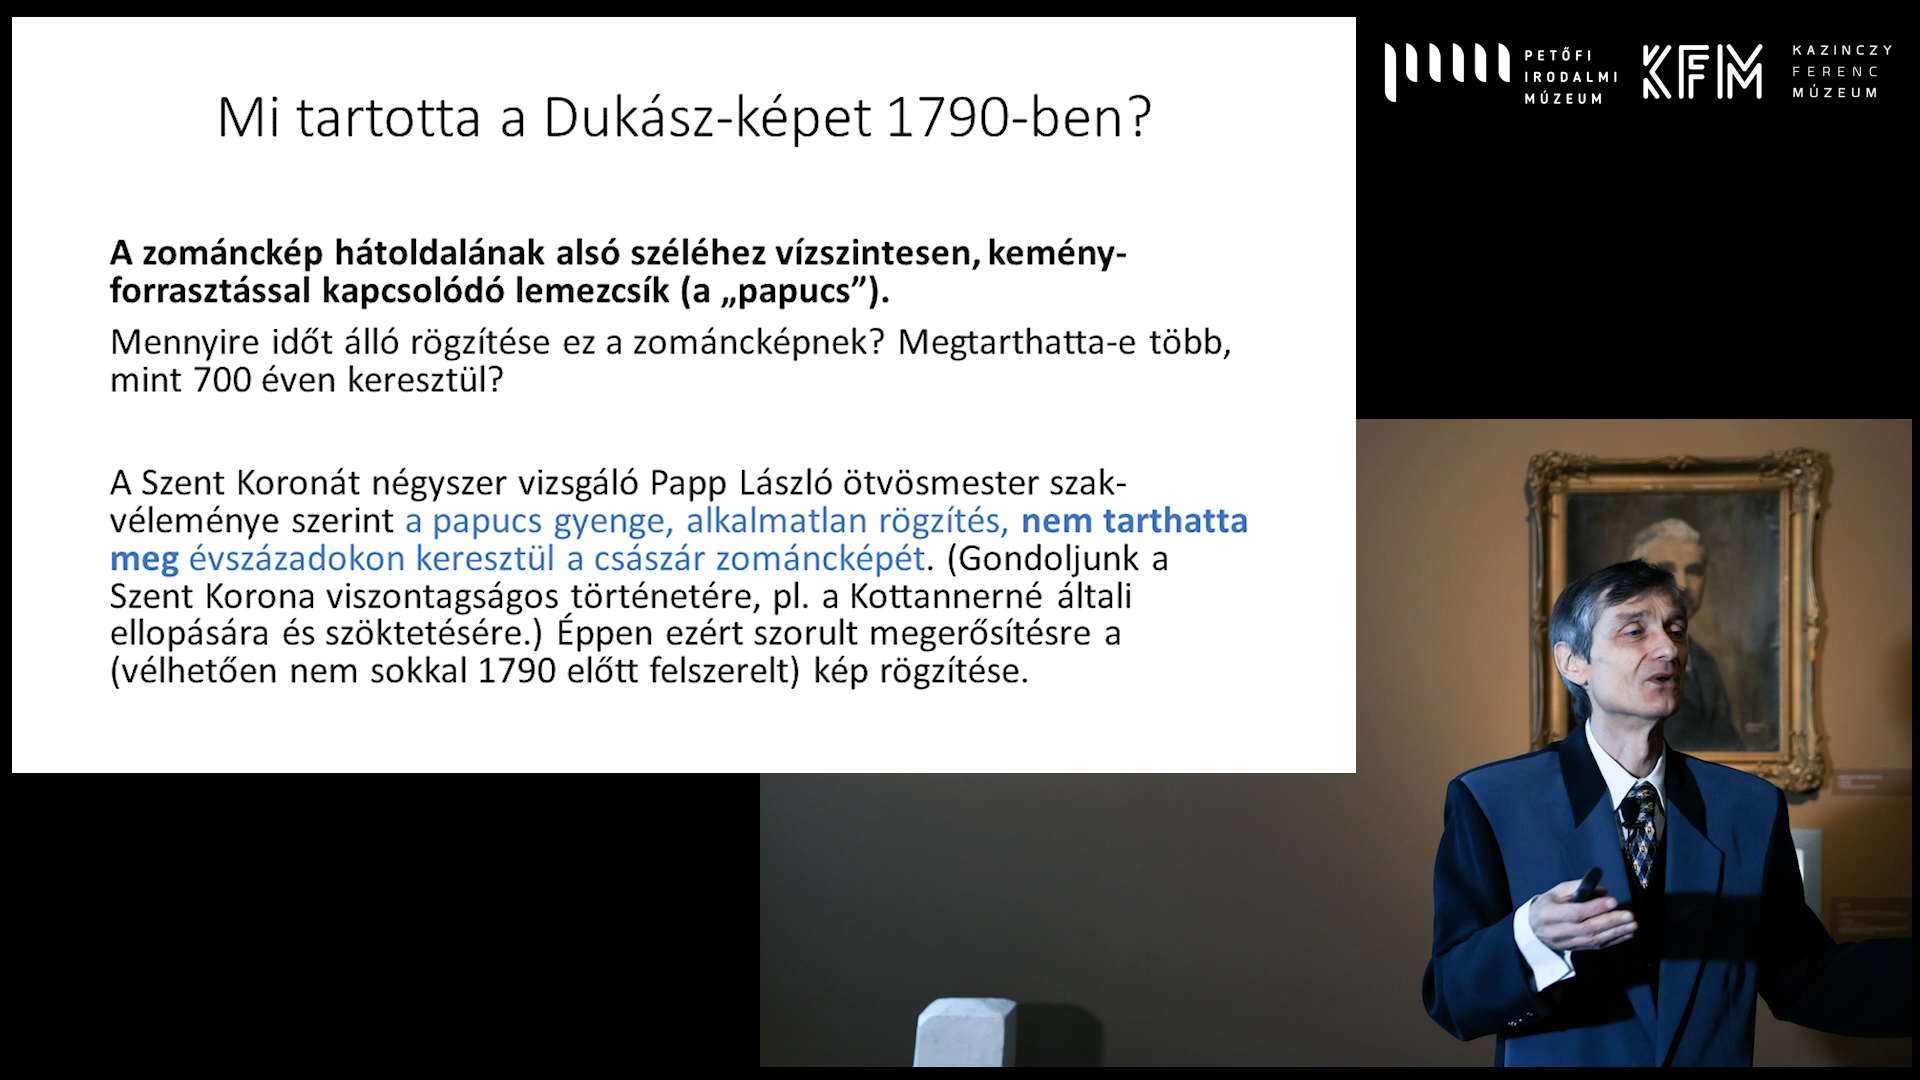 Mi tartotta a Dukász-képet 1790-ben?
A zománckép hátoldalának alsó széléhez vízszintesen, kemény-
forrasztással kapcsolódó lemezcsík (a „papucs”).
Mennyire időt álló rögzítése ez a zománcképnek? Megtarthatta-e több,
mint 700 éven keresztül?
A Szent Koronát négyszer vizsgáló Papp László ötvösmester szak-
véleménye szerint a papucs gyenge, alkalmatlan rögzítés, nem tarthatta
meg évszázadokon keresztül a császár zománcképét. (Gondoljunk a
Szent Korona viszontagságos történetére, pl. a Kottannerné általi
ellopására és szöktetésére.) Éppen ezért szorult megerősítésre a
(vélhetően nem sokkal 1790 előtt felszerelt) kép rögzítése.
PETŐFI
IRODALMI
MÚZEUM
KFM
KAZINCZY
FERENC
MÚZEUM